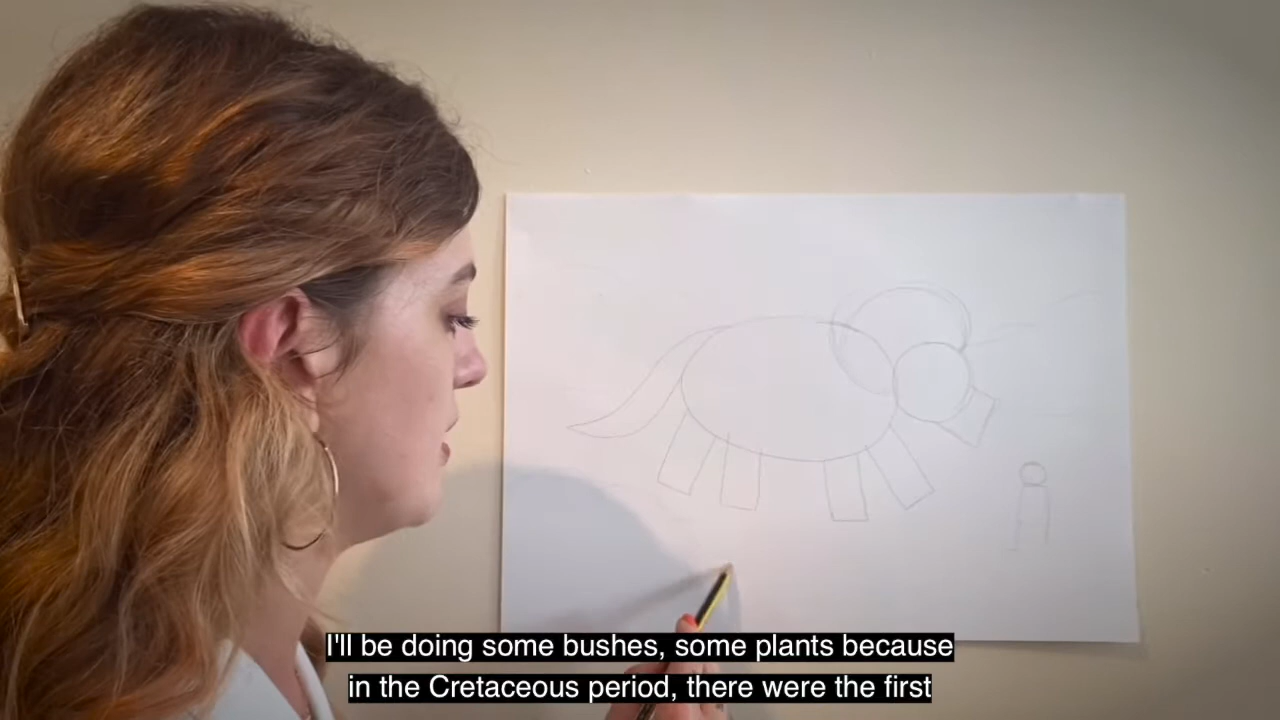 I'll be doing some bushes, some plants because
in the Cretaceous period, there were the first